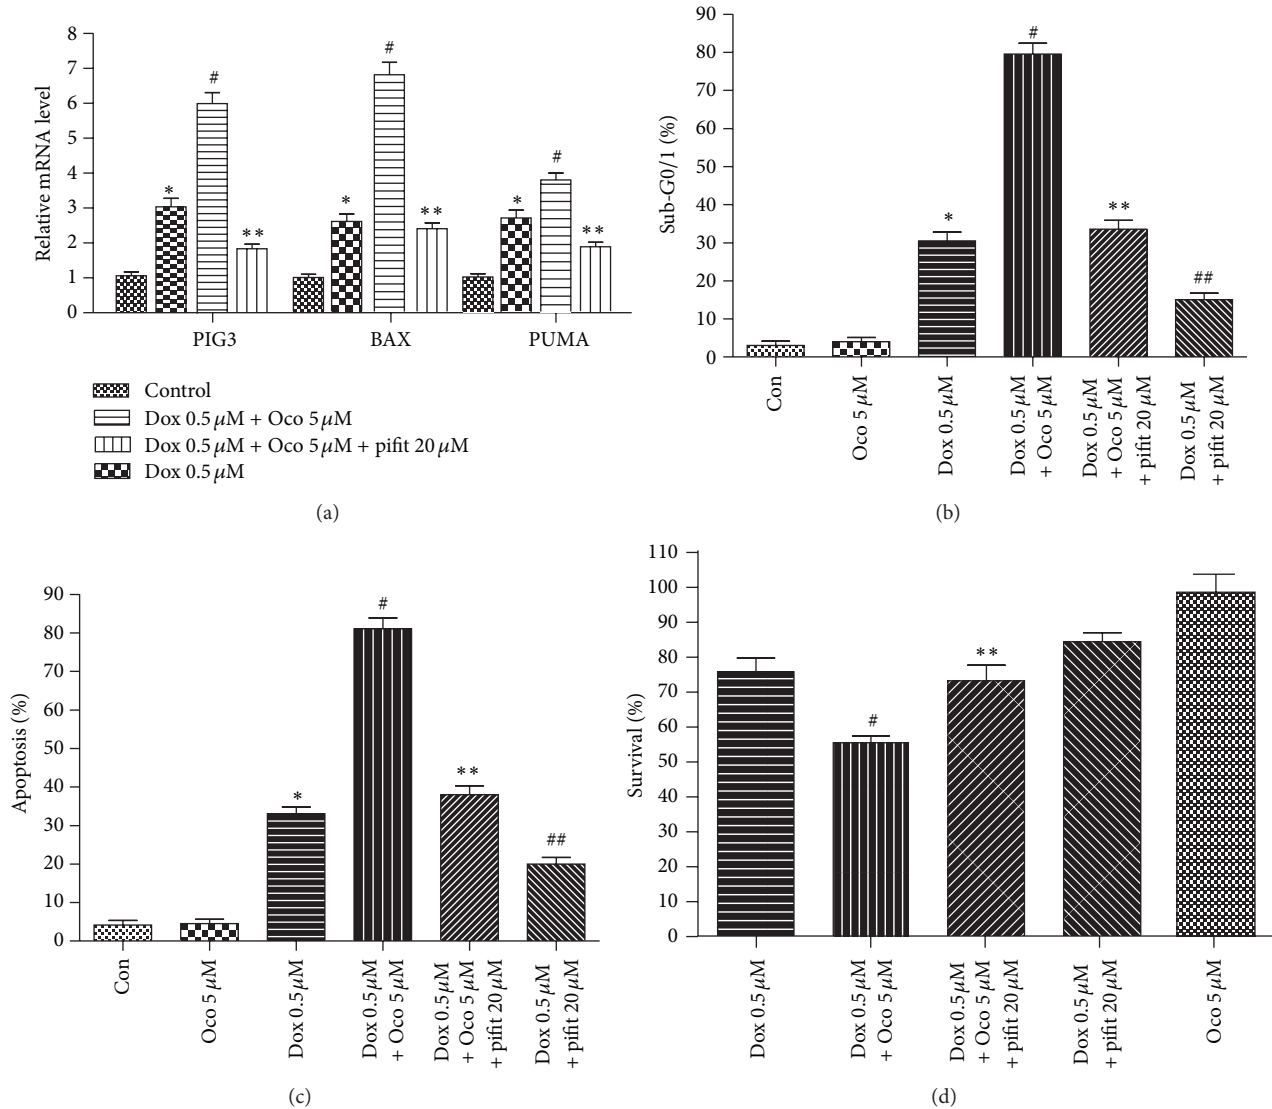 8
7
6
5
4
3
2
1
0
Relative mRNA level
*
#
**
*
#
**
*
#
**
PIG3
BAX
PUMA
Control
Dox 0.5 μM + Oco 5 μM
Dox 0.5 μM + Oco 5 μM + pifit 20 μM
Dox 0.5 μM
(a)
90
80
70
60
50
40
30
20
10
0
Sub-G0/1 (%)
*
#
**
##
Con
Oco 5 μM
Dox 0.5 μM
Dox 0.5 μM
+ Oco 5 μM
Dox 0.5 μM
+ Oco 5 μM
+ pifit 20 μM
Dox 0.5 μM
+ pifit 20 μM
(b)
90
80
70
60
50
40
30
20
10
0
Apoptosis (%)
*
#
**
##
Con
Oco 5 μM
Dox 0.5 μM
Dox 0.5 μM
+ Oco 5 μM
Dox 0.5 μM
+ Oco 5 μM
+ pifit 20 μM
Dox 0.5 μM
+ pifit 20 μM
(c)
110
100
90
80
70
60
50
40
30
20
10
0
Survival (%)
#
**
Dox 0.5 μM
Dox 0.5 μM
+ Oco 5 μM
Dox 0.5 μM
+ Oco 5 μM
+ pifit 20 μM
Dox 0.5 μM
+ pifit 20 μM
Oco 5 μM
(d)